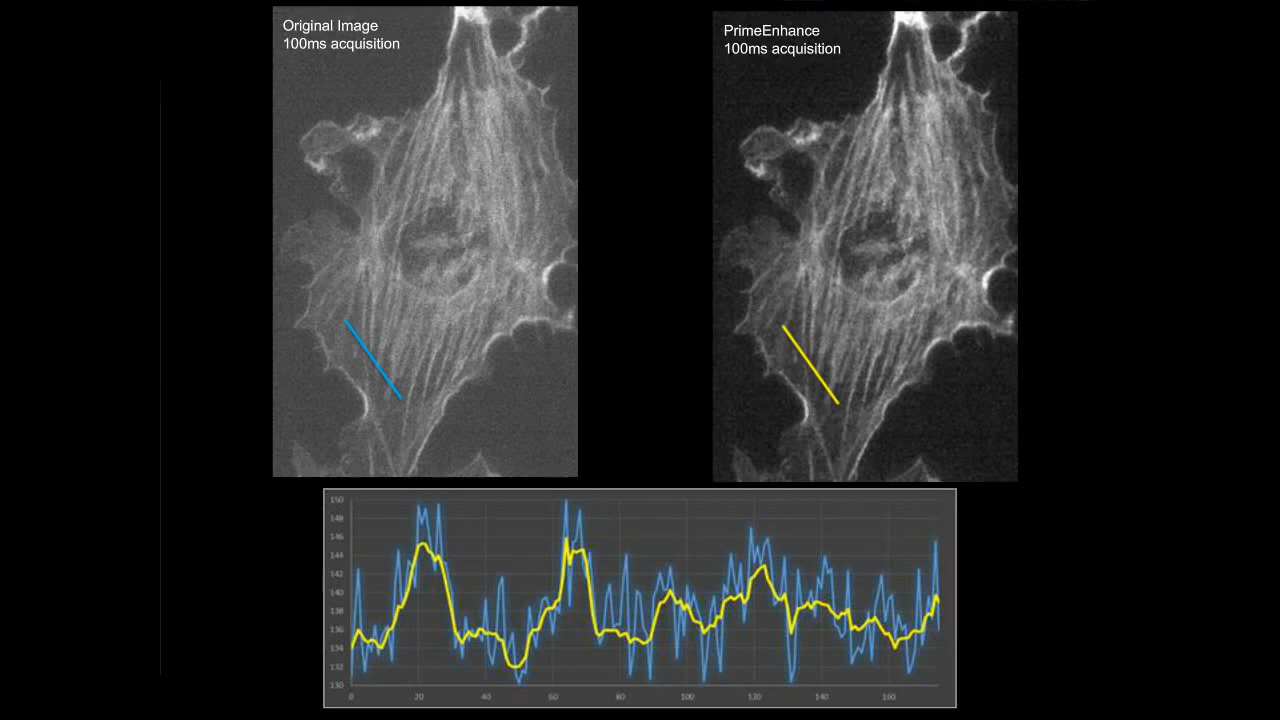 Original Image
100ms acquisition
PrimeEnhance
100ms acquisition
150
148
146
144
142
140
138
136
134
132
130
0 20 40 60 80 100 120 140 160